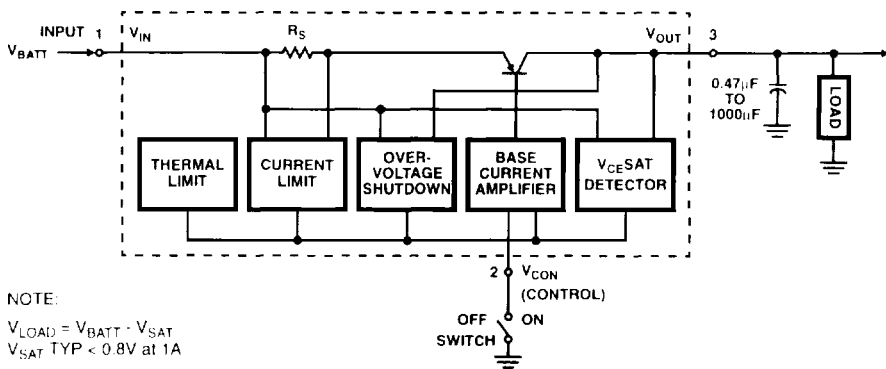 INPUT 1
V_BATT
V_IN
R_S
V_OUT
3
0.47µF
TO
1000µF
LOAD
THERMAL
LIMIT
CURRENT
LIMIT
OVER-
VOLTAGE
SHUTDOWN
BASE
CURRENT
AMPLIFIER
V_CESAT
DETECTOR
2
V_CON
(CONTROL)
OFF ON
SWITCH
NOTE:
V_LOAD = V_BATT - V_SAT
V_SAT TYP < 0.8V at 1A